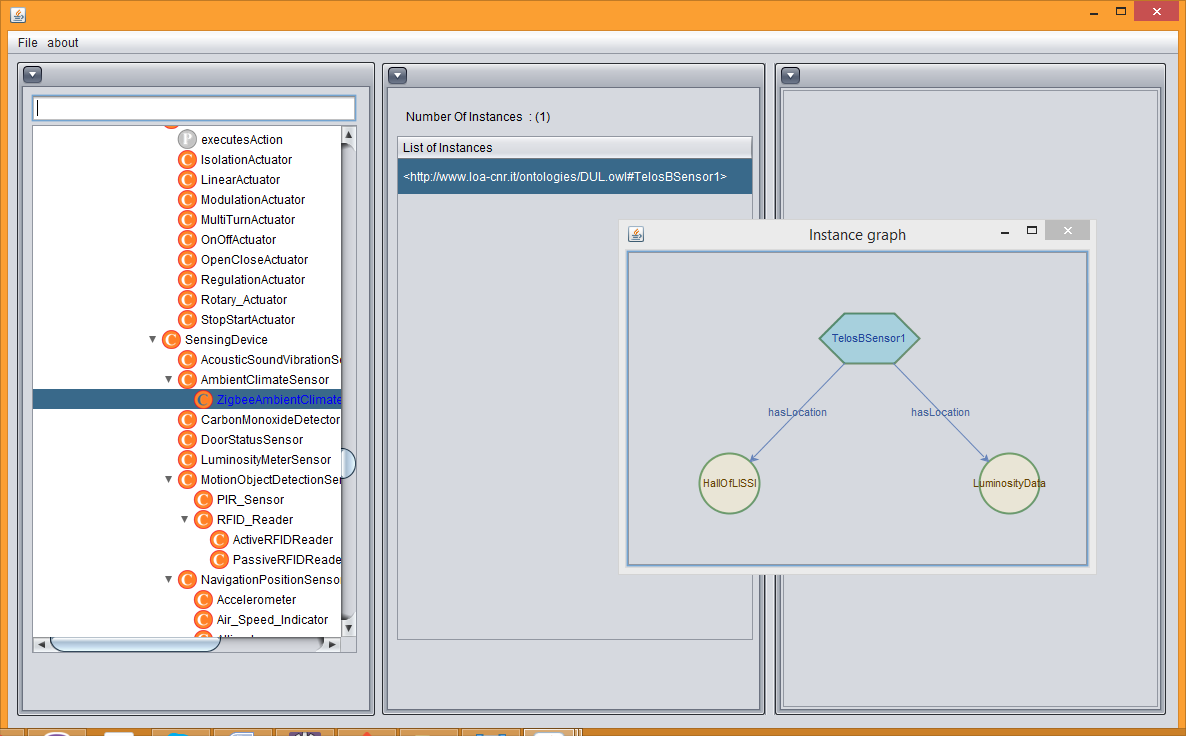 File about
P executesAction
C IsolationActuator
C LinearActuator
C ModulationActuator
C MultiTurnActuator
C OnOffActuator
C OpenCloseActuator
C RegulationActuator
C Rotary_Actuator
C StopStartActuator
C SensingDevice
C AcousticSoundVibrationSe
C AmbientClimateSensor
C ZigbeeAmbientClimate
C CarbonMonoxideDetector
C DoorStatusSensor
C LuminosityMeterSensor
C MotionObjectDetectionSen
C PIR_Sensor
C RFID_Reader
C ActiveRFIDReader
C PassiveRFIDReade
C NavigationPositionSenso
C Accelerometer
C Air_Speed_Indicator
Number Of Instances : (1)
List of Instances
<http://www.loa-cnr.it/ontologies/DUL.owl#TelosBSensor1>
Instance graph
TelosBSensor1
hasLocation hasLocation
HallOfLISSI LuminosityData